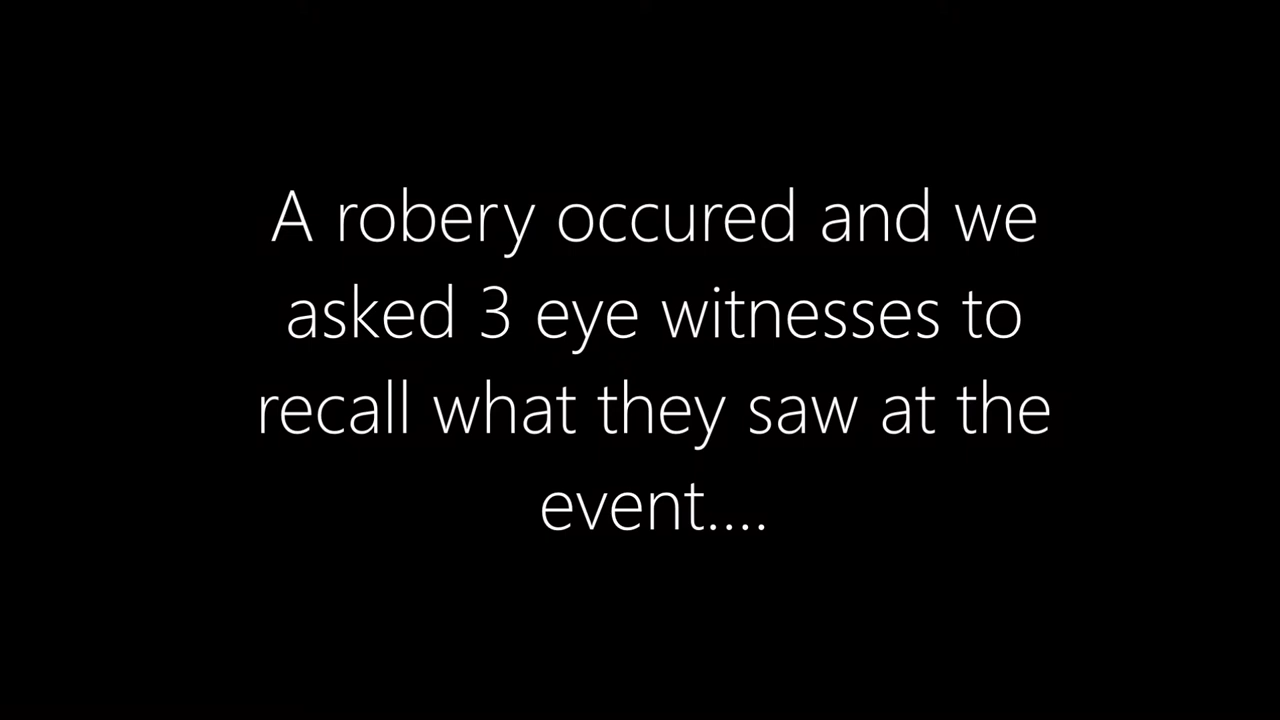 A robery occured and we
asked 3 eye witnesses to
recall what they saw at the
event....